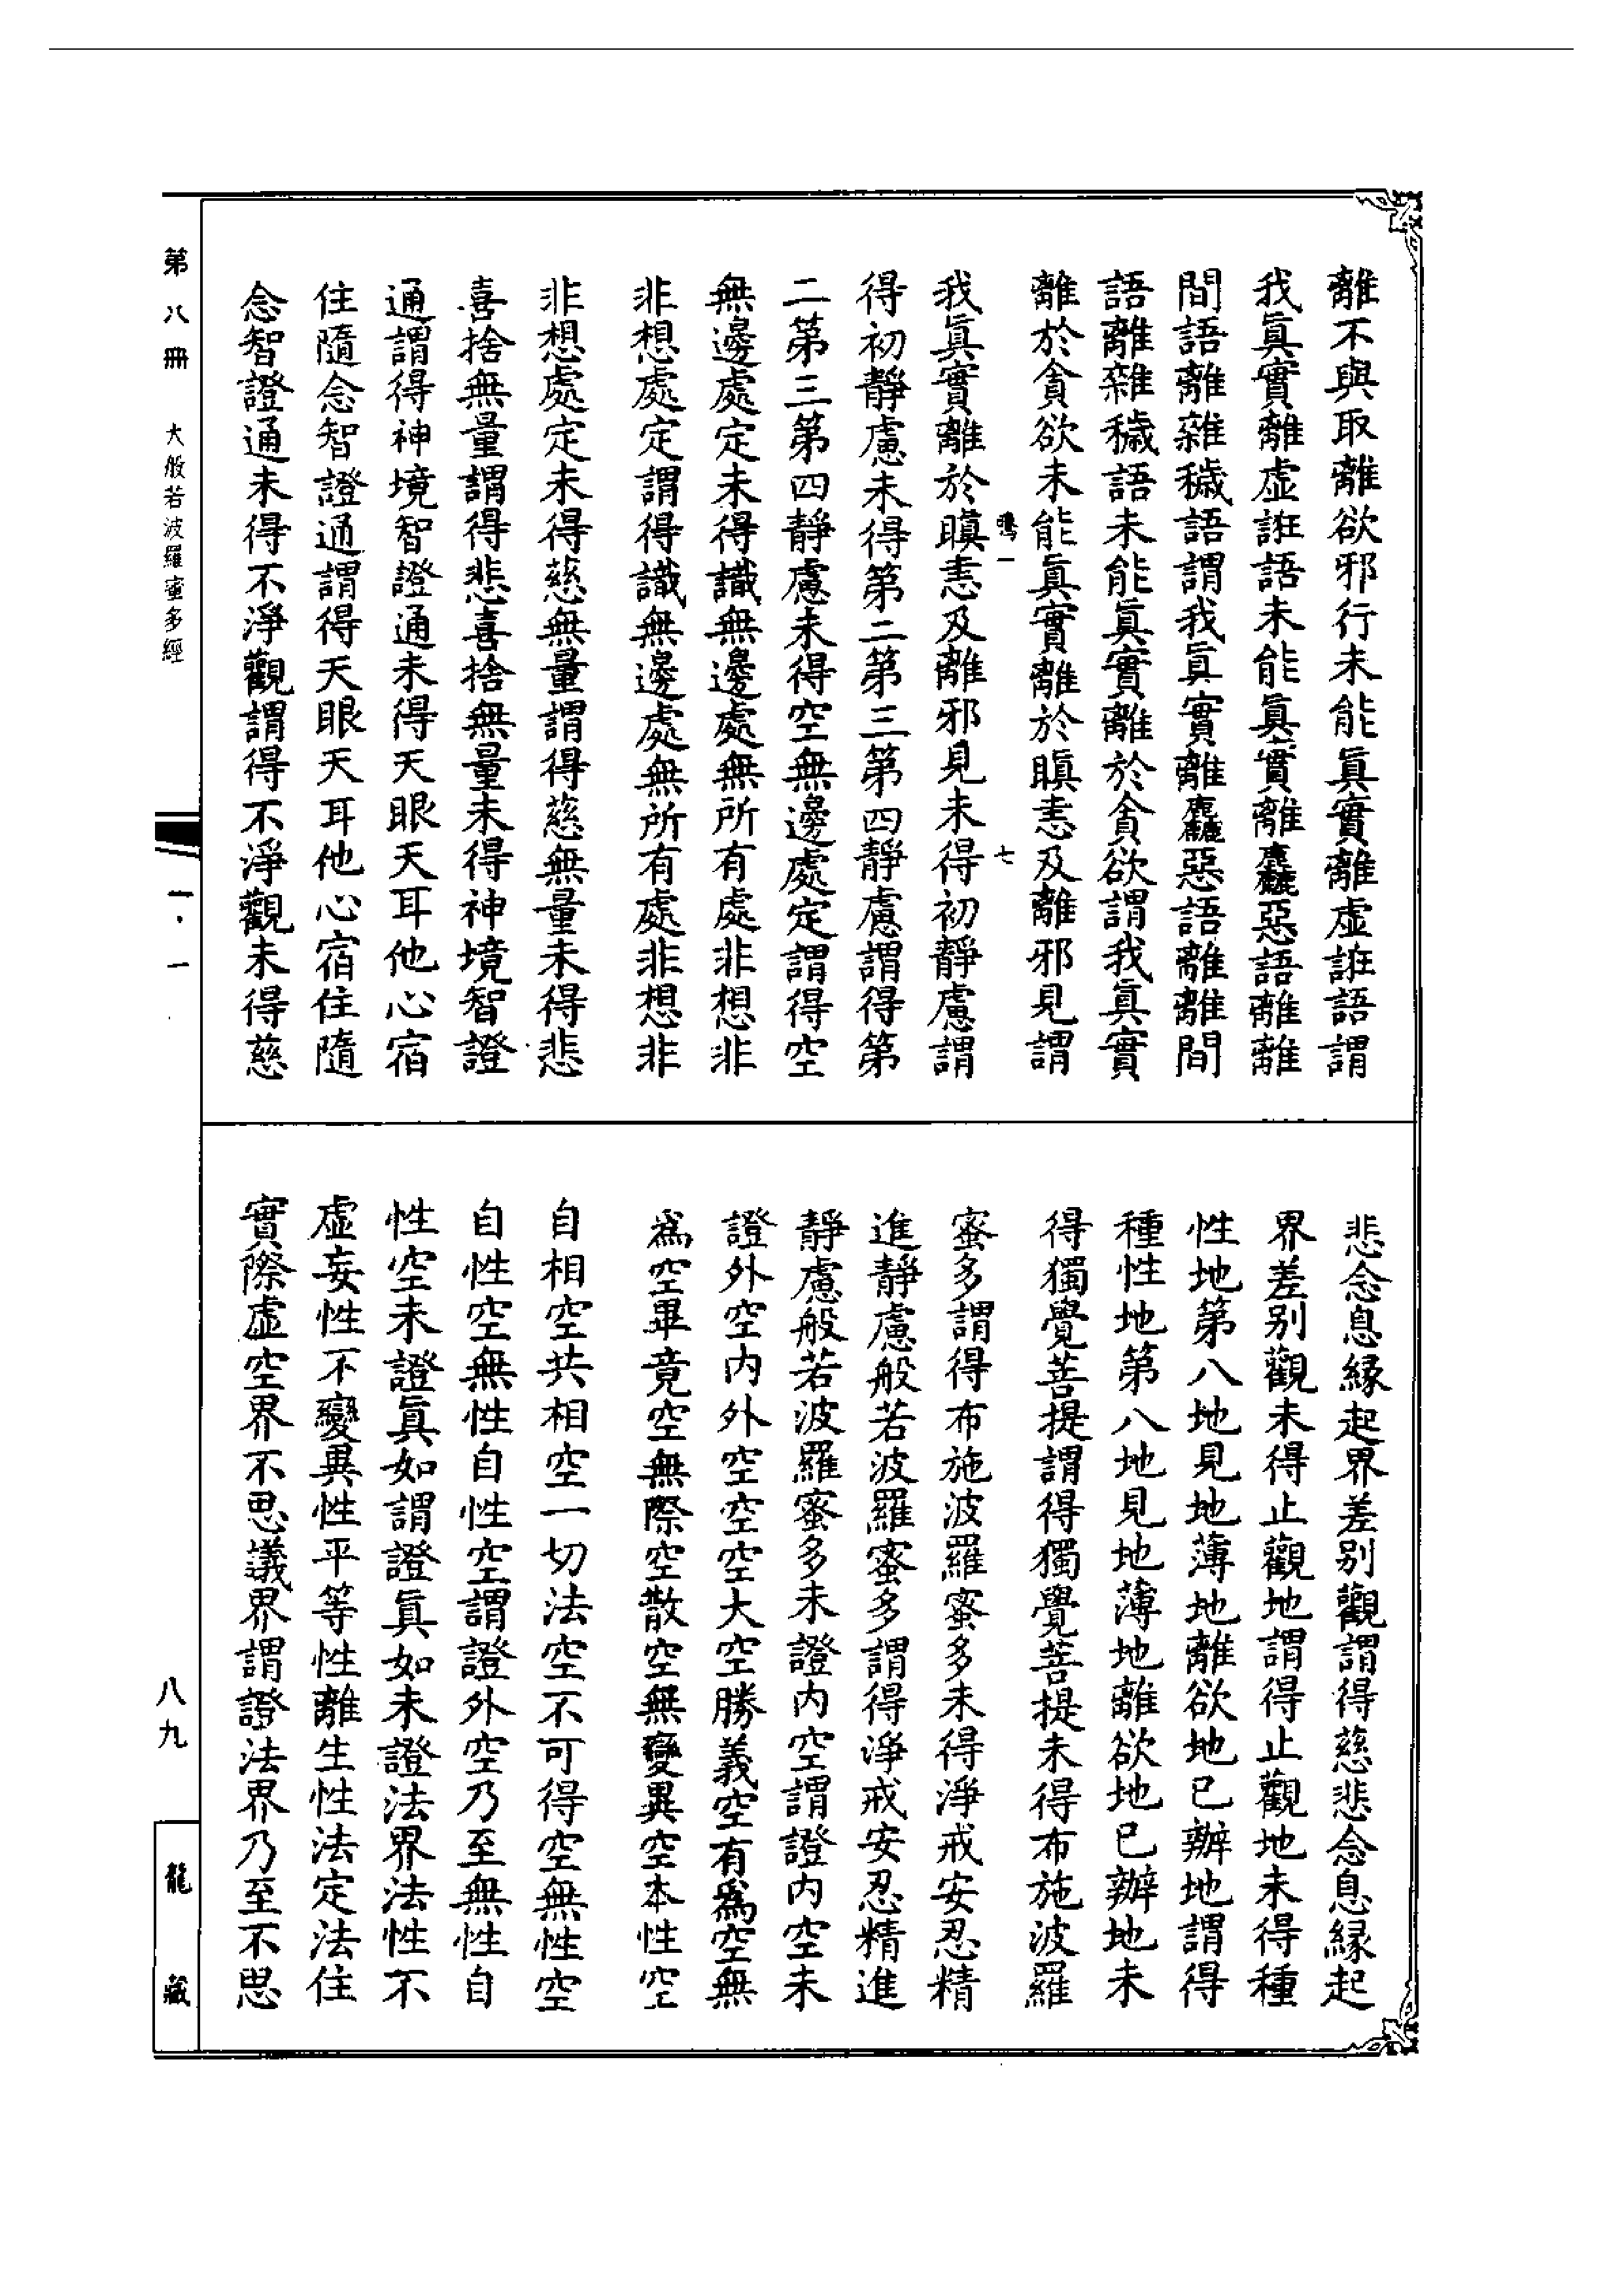 離不與取離欲邪行未能眞實離虛誑語謂
我眞實離虛誑語未能眞實離麤惡語離離
間語離雜穢語謂我眞實離麤惡語離離間
語離雜穢語未能眞實離於貪欲謂我眞實
離於貪欲未能眞實離於瞋恚及離邪見謂
一
七
我眞實離於瞋恚及離邪見未得初靜慮謂
得初靜慮未得第二第三第四靜慮謂得第
二第三第四靜慮未得空無邊處定謂得空
無邊處定未得識無邊處無所有處非想非
非想處定謂得識無邊處無所有處非想非
非想處定未得慈無量謂得慈無量未得悲
喜捨無量謂得悲喜捨無量未得神境智證
通謂得神境智證通未得天眼天耳他心宿
住隨念智證通謂得天眼天耳他心宿住隨
念智證通未得不淨觀謂得不淨觀未得慈
悲念息緣起界差別觀謂得慈悲念息緣起
界差別觀未得止觀地謂得止觀地未得種
性地第八地見地薄地離欲地已辦地謂得
種性地第八地見地薄地離欲地已辦地未
得獨覺菩提謂得獨覺菩提未得布施波羅
蜜多謂得布施波羅蜜多未得淨戒安忍精
進靜慮般若波羅蜜多謂得淨戒安忍精進
靜慮般若波羅蜜多未證內空謂證內空未
證外空內外空空空大空勝義空有爲空無
爲空畢竟空無際空散空無變異空本性空
自相空共相空一切法空不可得空無性空
自性空無性自性空謂證外空乃至無性自
性空未證眞如謂證眞如未證法界法性不
虛妄性不變異性平等性離生性法定法住
實際虛空界不思議界謂證法界乃至不思
第八冊
大般若波羅蜜多經
一·一
八九
龍藏